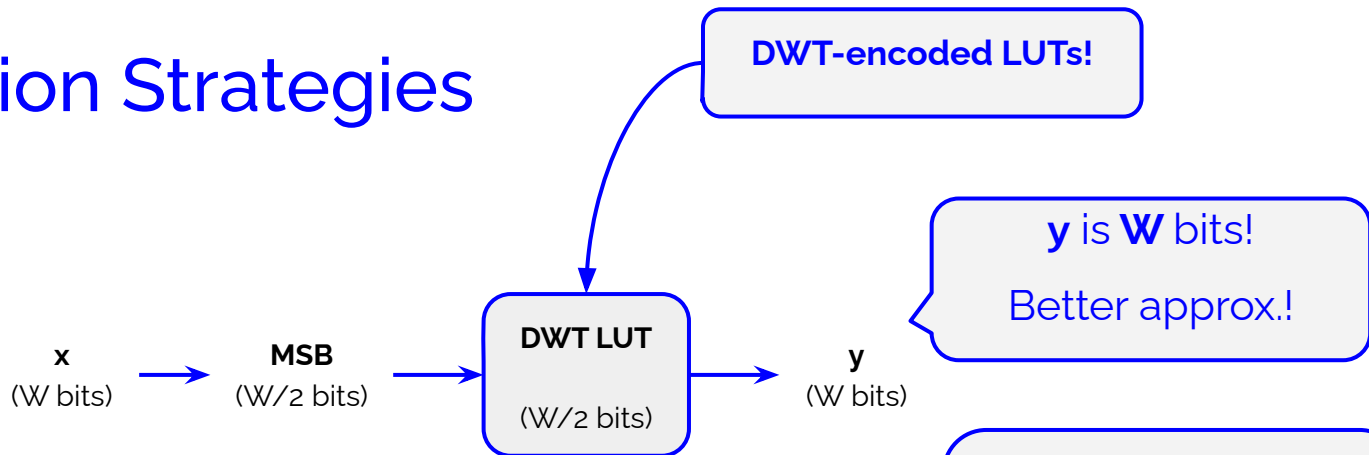 DWT-encoded LUTs!
ion Strategies
y is W bits!
Better approx.!
x
(W bits)
MSB
(W/2 bits)
DWT LUT
(W/2 bits)
y
(W bits)